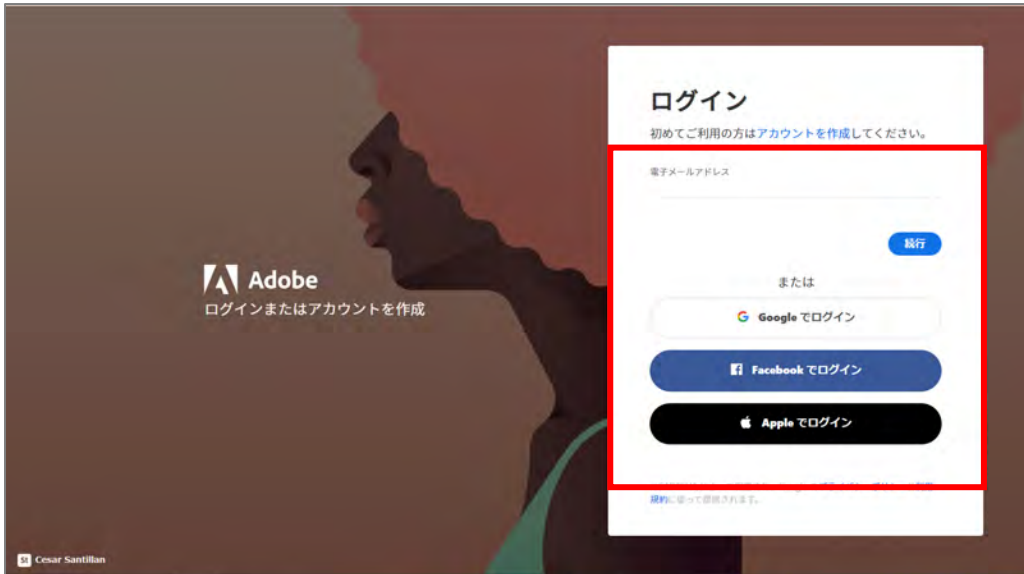 Adobe
ログインまたはアカウントを作成
St Cesar Santillan
ログイン
初めてご利用の方はアカウントを作成してください。
電子メールアドレス
続行
または
Google でログイン
Facebook でログイン
Apple でログイン
規約に従って提供されます。